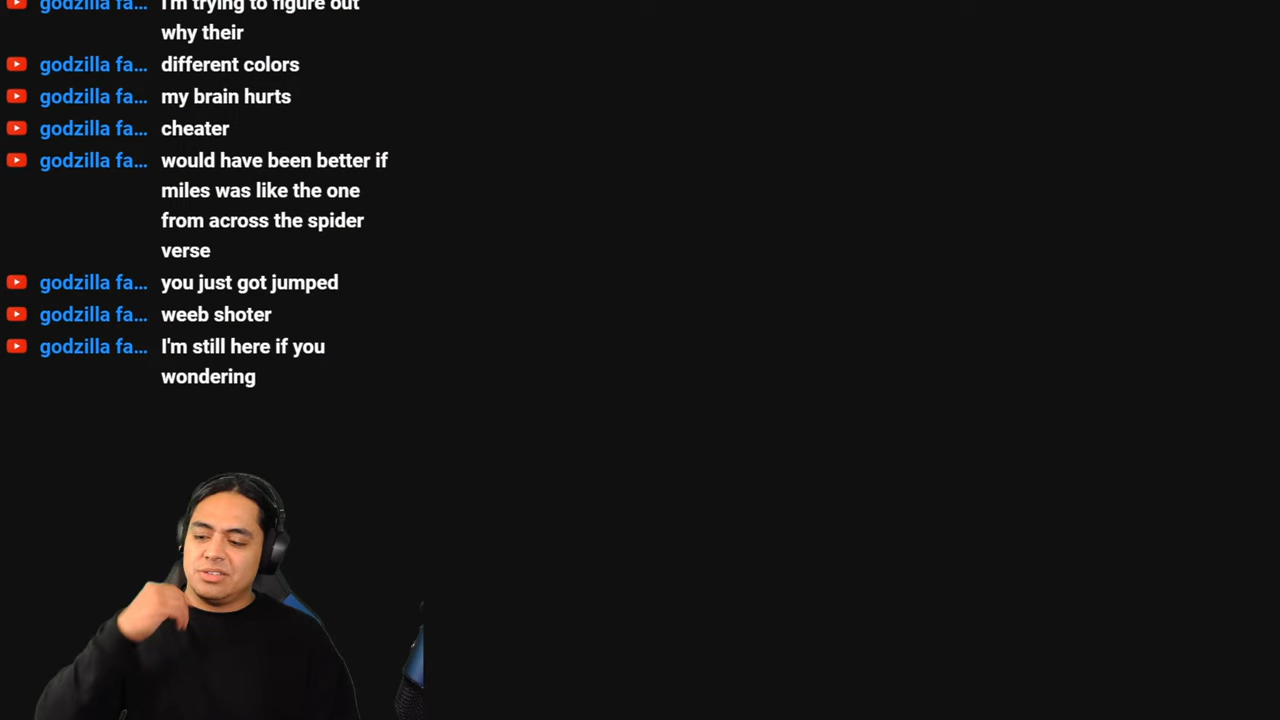 godzilla fa... I'm trying to figure out
why their
godzilla fa... different colors
godzilla fa... my brain hurts
godzilla fa... cheater
godzilla fa... would have been better if
miles was like the one
from across the spider
verse
godzilla fa... you just got jumped
godzilla fa... weeb shoter
godzilla fa... I'm still here if you
wondering